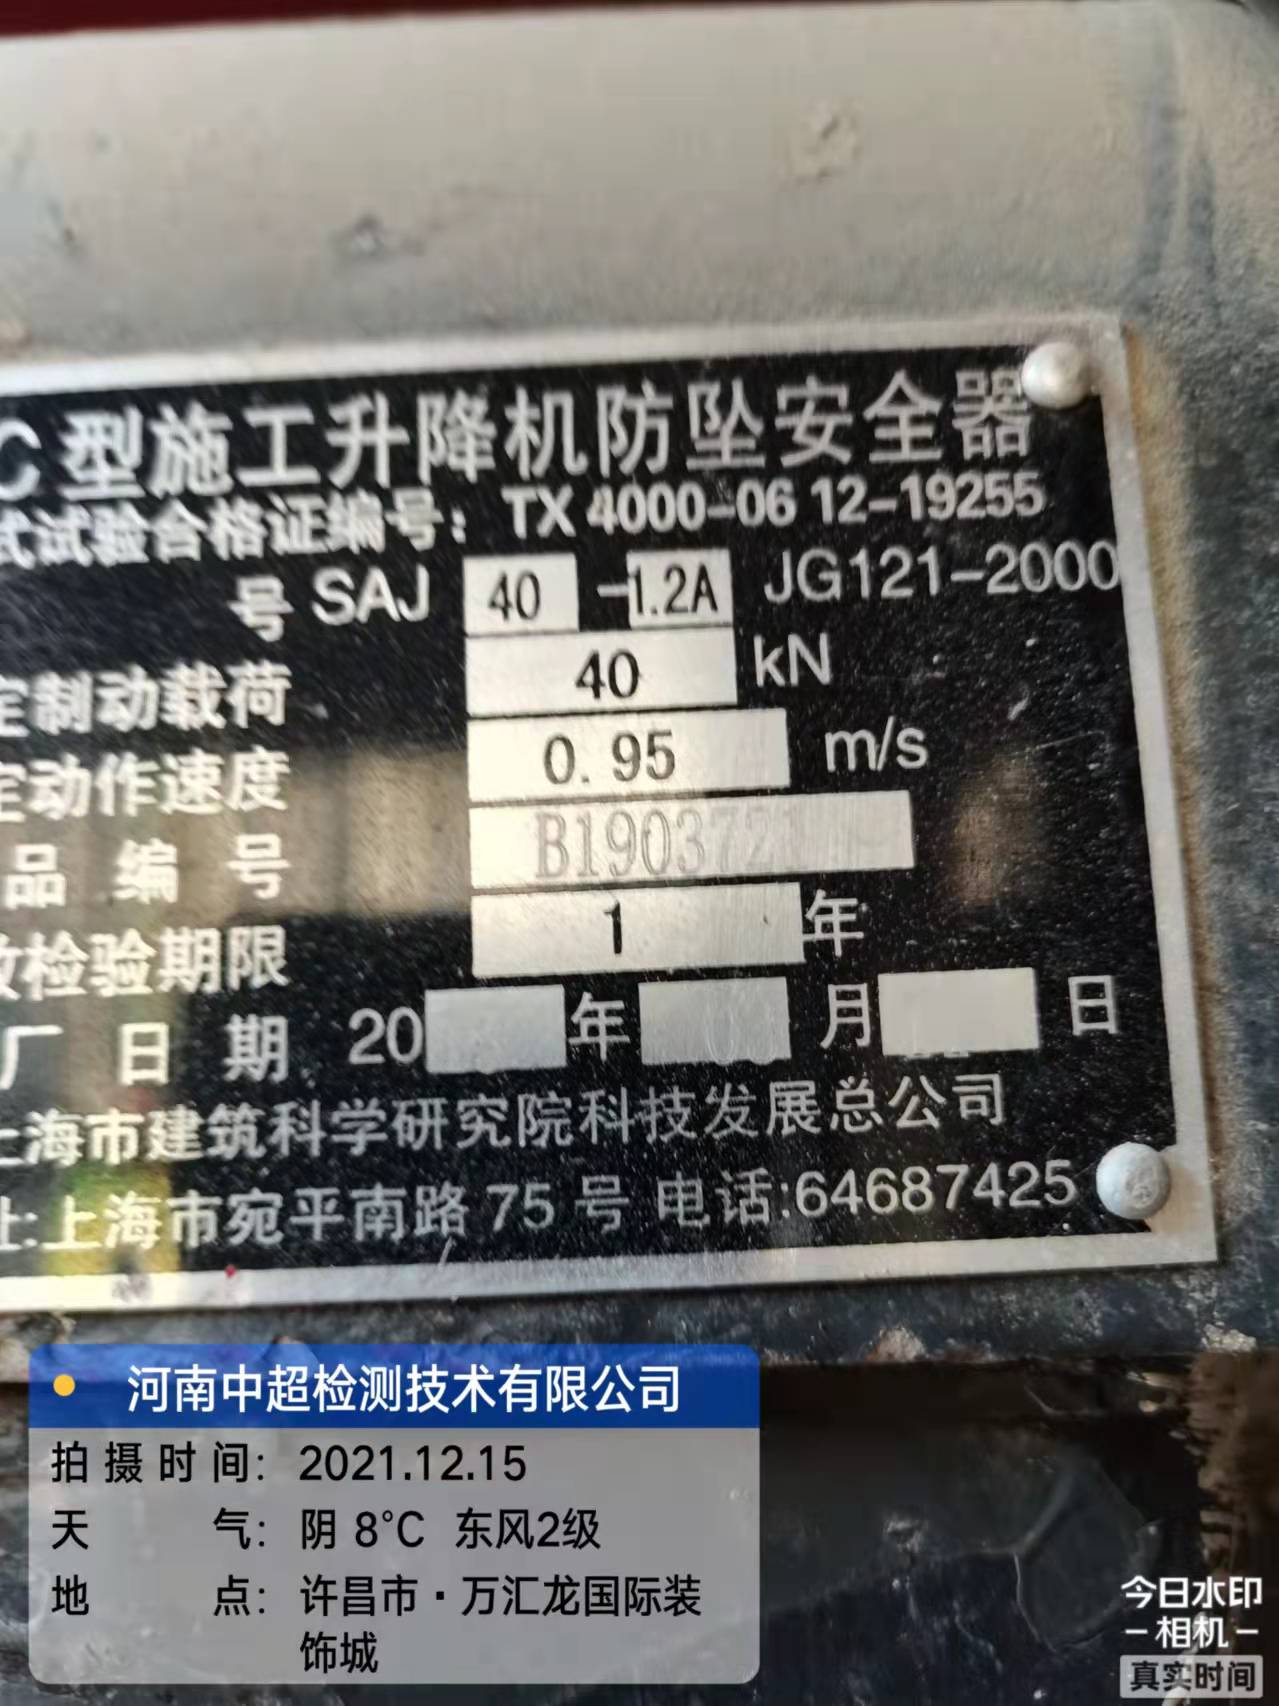 C型施工升降机防坠安全器
式试验合格证编号：TX 4000-06 12-19255
号 SAJ 40 -1.2A JG121-2000
定制动载荷 40 kN
定动作速度 0.95 m/s
品编号 B1903721
效检验期限 1 年
厂日期 20 年 月 日
上海市建筑科学研究院科技发展总公司
址:上海市宛平南路 75 号 电话:64687425
河南中超检测技术有限公司
拍摄时间：2021.12.15
天气：阴 8℃ 东风2级
地点：许昌市·万汇龙国际装
饰城
今日水印
-相机-
真实时间